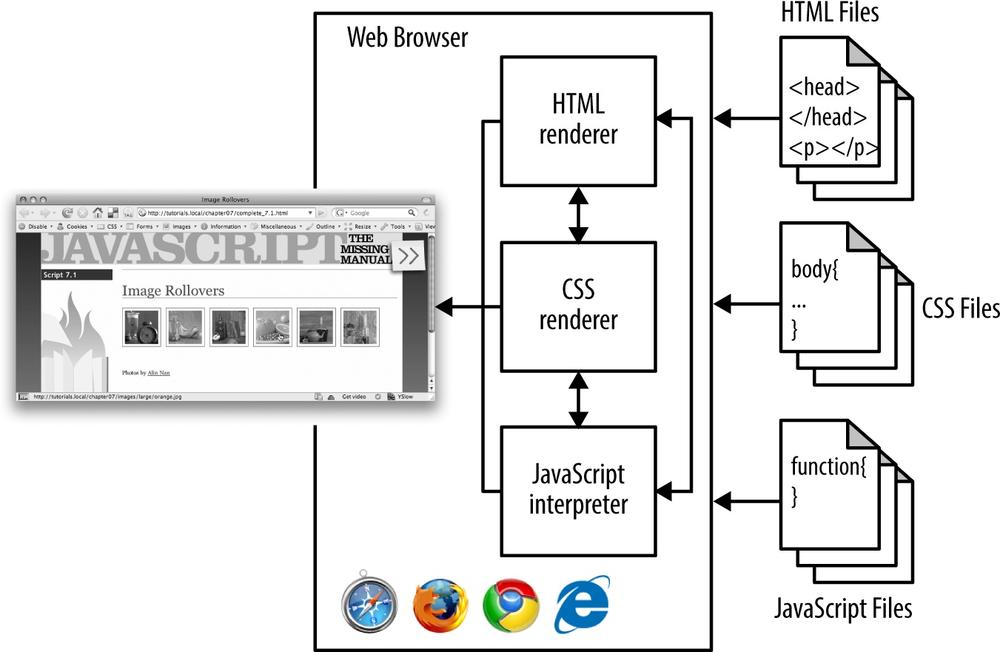 HTML Files
Web Browser
<head>
</head>
<p></p>
HTML
renderer
Image Rollovers
http://tutorials.local/chapter07/complete_7.1.html
Google
Disable Cookies CSS Forms Images Information Miscellaneous Outline Resize Tools View
JAVASCRIPT
THE
MISSING
MANUAL
>>
Script 7.1
Image Rollovers
Photos by Alin Nan
http://tutorials.local/chapter07/images/large/orange.jpg
Get video
YSlow
CSS
renderer
body{
...
}
CSS Files
JavaScript
interpreter
function{
}
JavaScript Files